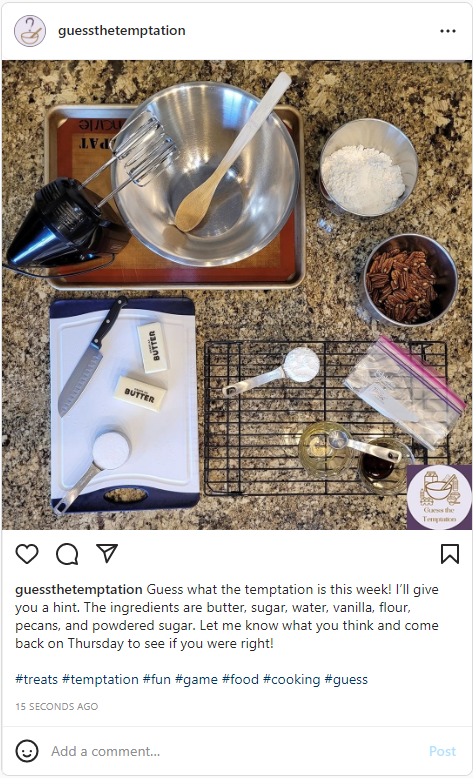 guessthetemptation
PAT
BUTTER
BUTTER
Guess the
Temptation
guessthetemptation Guess what the temptation is this week! I’ll give
you a hint. The ingredients are butter, sugar, water, vanilla, flour,
pecans, and powdered sugar. Let me know what you think and come
back on Thursday to see if you were right!
#treats #temptation #fun #game #food #cooking #guess
15 SECONDS AGO
Add a comment... Post